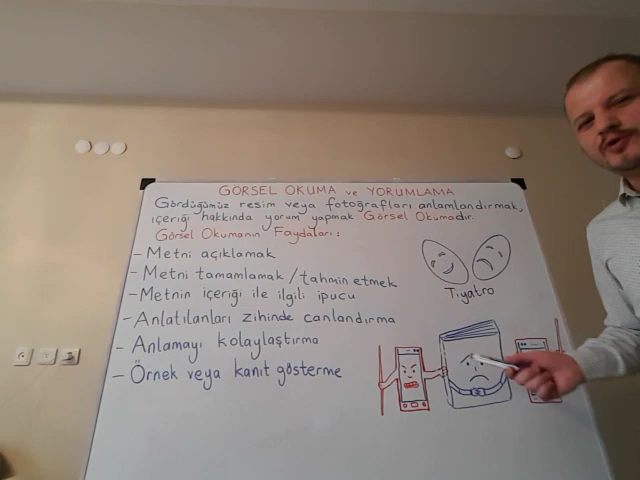 GÖRSEL OKUMA ve YORUMLAMA
Gördüğümüz resim veya fotoğrafları anlamlandırmak,
içeriği hakkında yorum yapmak Görsel Okumadır.
Görsel Okumanın Faydaları:
- Metni açıklamak
- Metni tamamlamak / tahmin etmek
- Metnin içeriği ile ilgili ipucu
- Anlatılanları zihinde canlandırma
- Anlamayı kolaylaştırma
- Örnek veya kanıt gösterme
Tiyatro